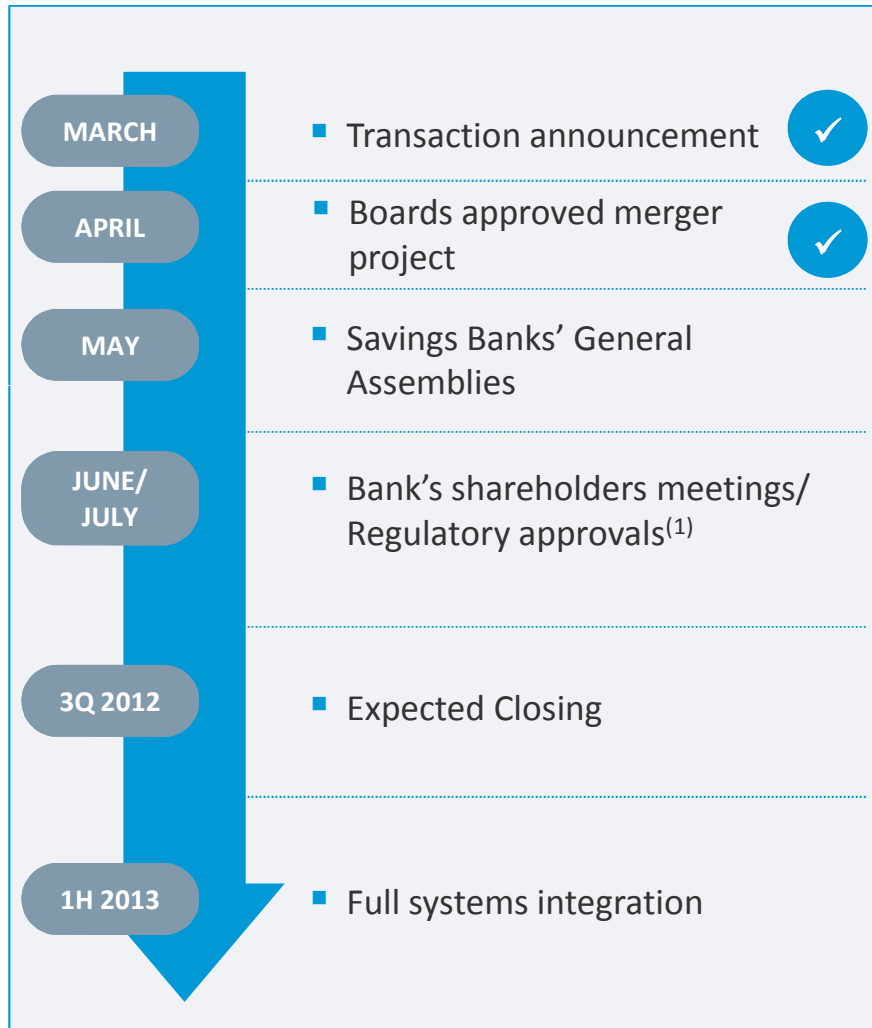 MARCH
▪ Transaction announcement ✓
APRIL
▪ Boards approved merger
project ✓
MAY
▪ Savings Banks’ General
Assemblies
JUNE/
JULY
▪ Bank’s shareholders meetings/
Regulatory approvals(1)
3Q 2012
▪ Expected Closing
1H 2013
▪ Full systems integration